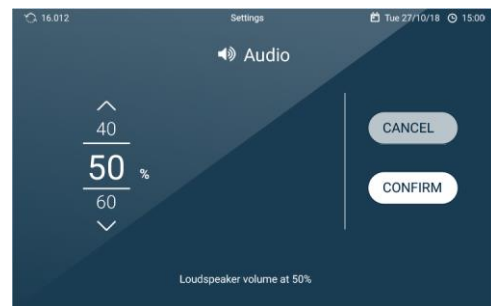 16.012 Settings Tue 27/10/18 15:00
Audio
40
50 %
60
CANCEL
CONFIRM
Loudspeaker volume at 50%